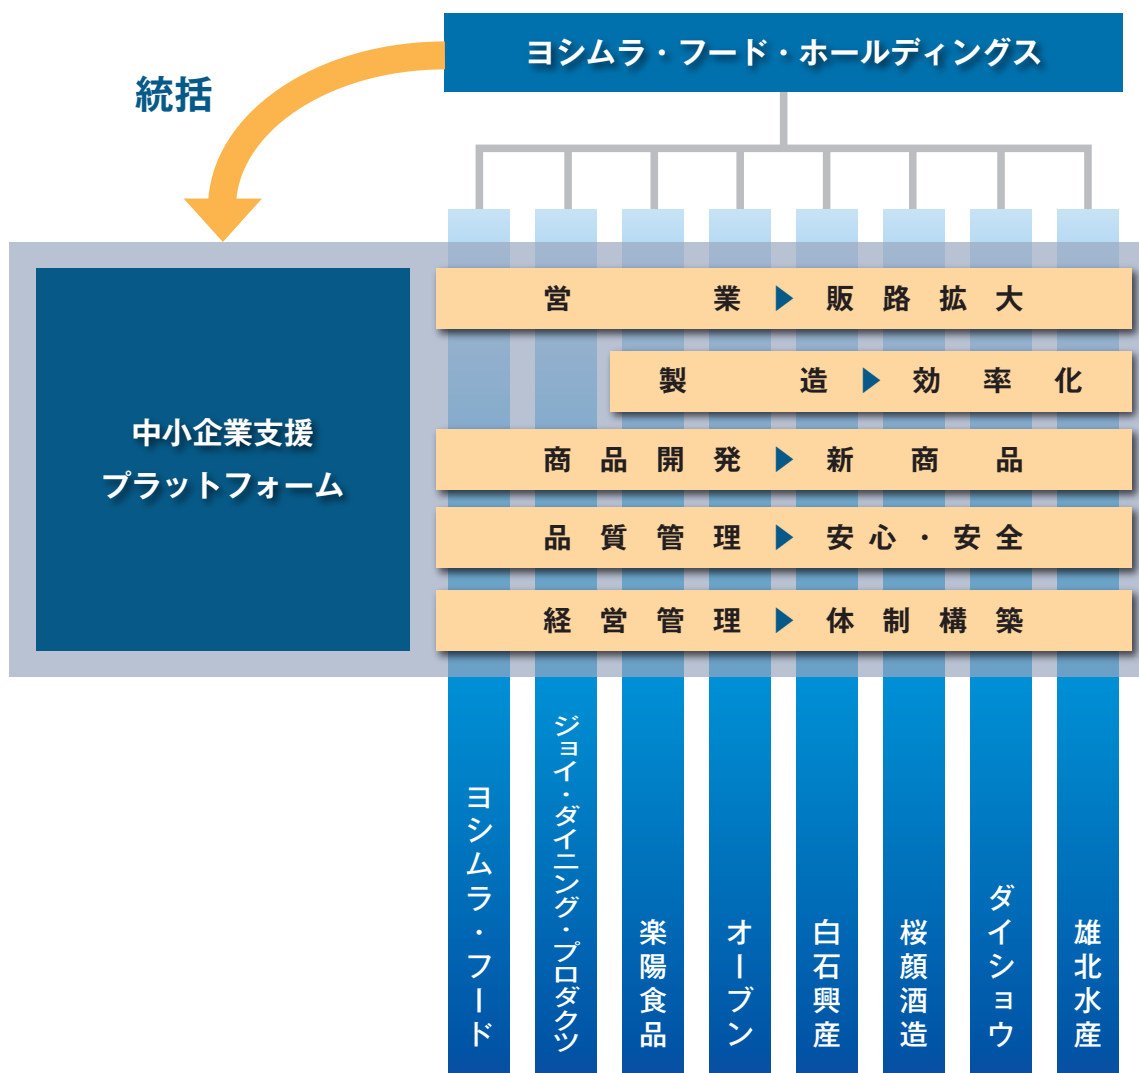 ヨシムラ・フード・ホールディングス
統括
中小企業支援
プラットフォーム
営業▶販路拡大
製造▶効率化
商品開発▶新商品
品質管理▶安心・安全
経営管理▶体制構築
ヨシムラ・フード
ジョイ・ダイニング・プロダクツ
楽陽食品
オーブン
白石興産
桜顔酒造
ダイショウ
雄北水産